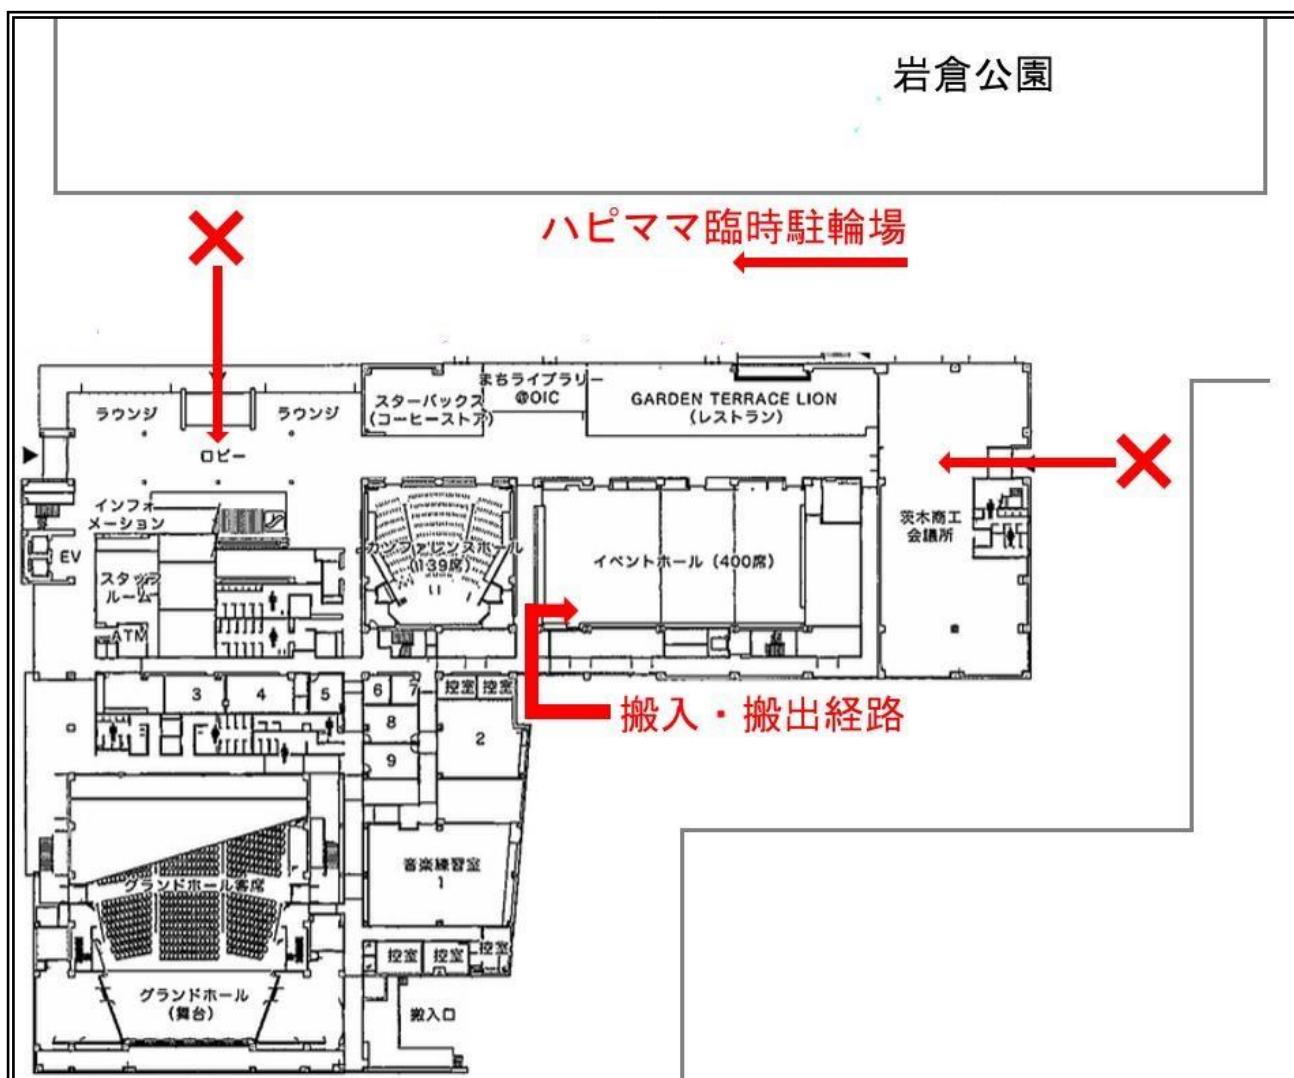 岩倉公園
ハピママ臨時駐輪場
ラウンジ
ラウンジ
スターバックス
(コーヒーストア)
まちライブラリー
@OIC
GARDEN TERRACE LION
(レストラン)
ロビー
インフォ
メーション
EV
スタッフ
ルーム
ATM
カンファレンスホール
イベントホール (400席)
茨木商工
会議所
搬入・搬出経路
3
4
5
6
7
控室
控室
8
2
9
音楽練習室
1
グランドホール客席
控室
控室
控室
グランドホール
(舞台)
搬入口